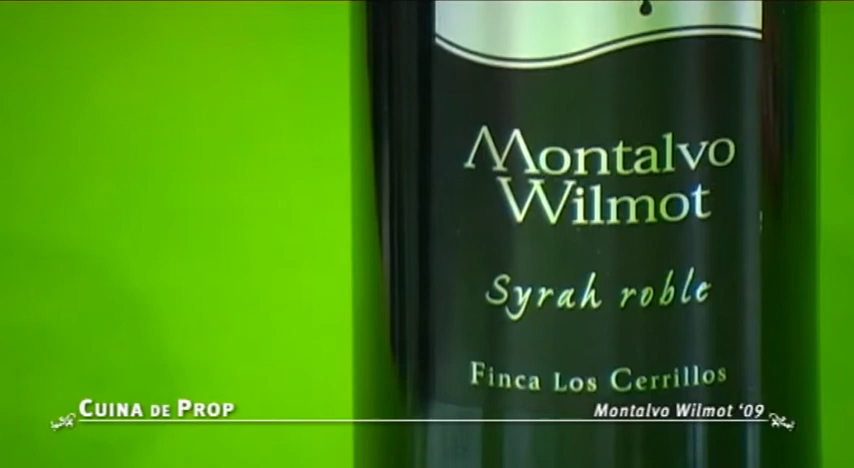 Montalvo
Wilmot
Syrah roble
Finca Los Cerrillos
CUINA DE PROP
Montalvo Wilmot ‘09